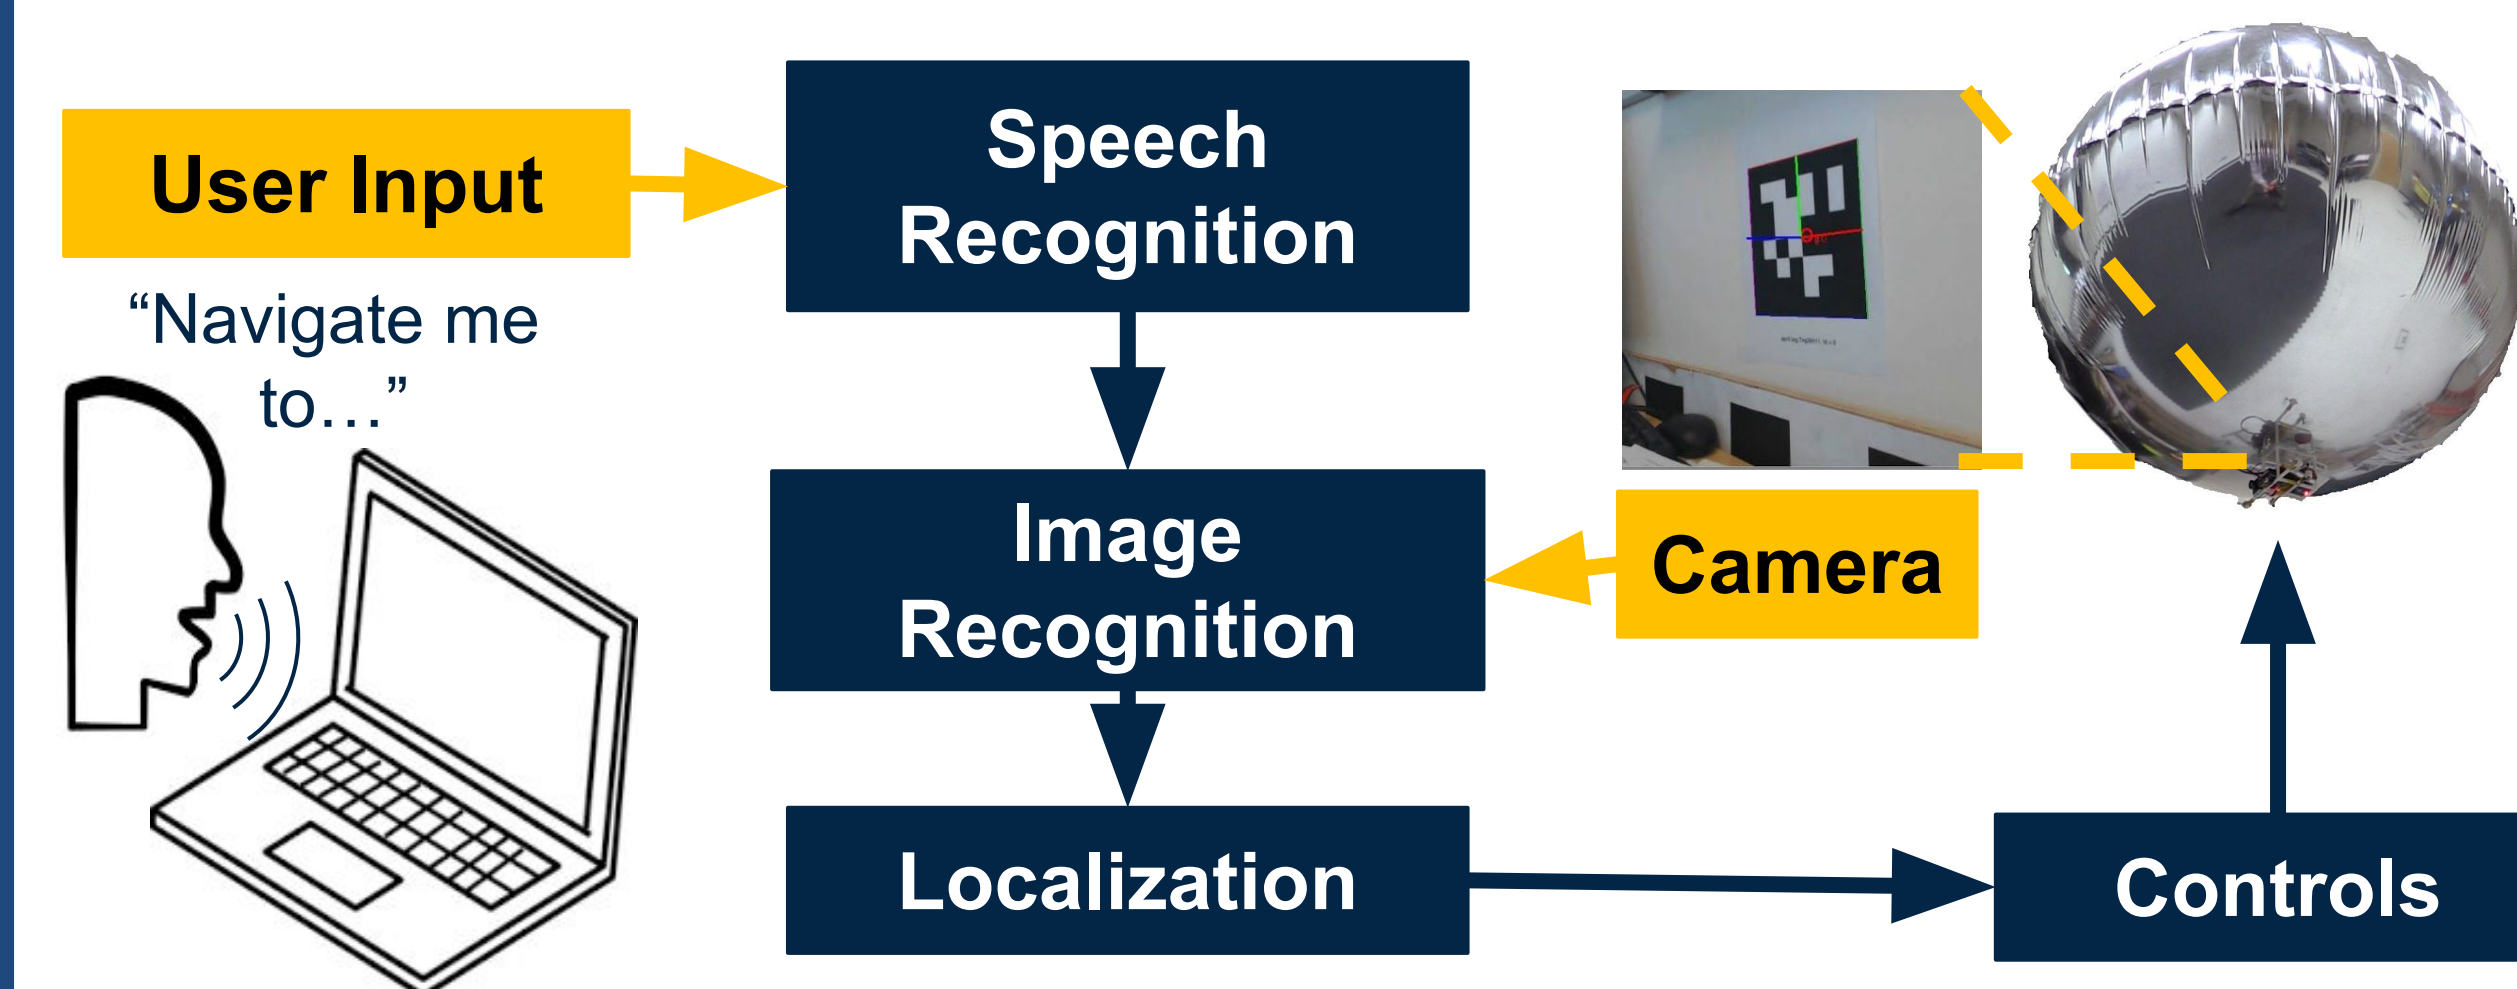 User Input
“Navigate me
to…”
Speech
Recognition
Image
Recognition
Localization
Camera
Controls